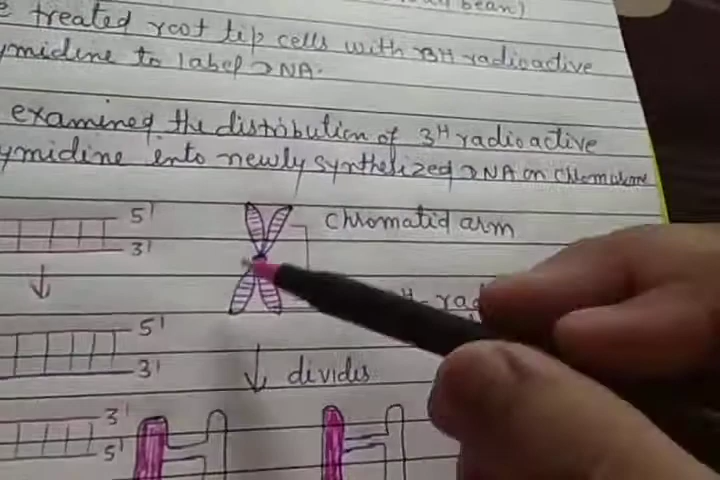 bean)
treated root tip cells with 3H radioactive
ymidine to label DNA.
examined the distribution of 3H radioactive
ymidine into newly synthesized DNA on chromosome
5'
chromatid arm
3'
H-rad
5'
3'
divides
3'
5'